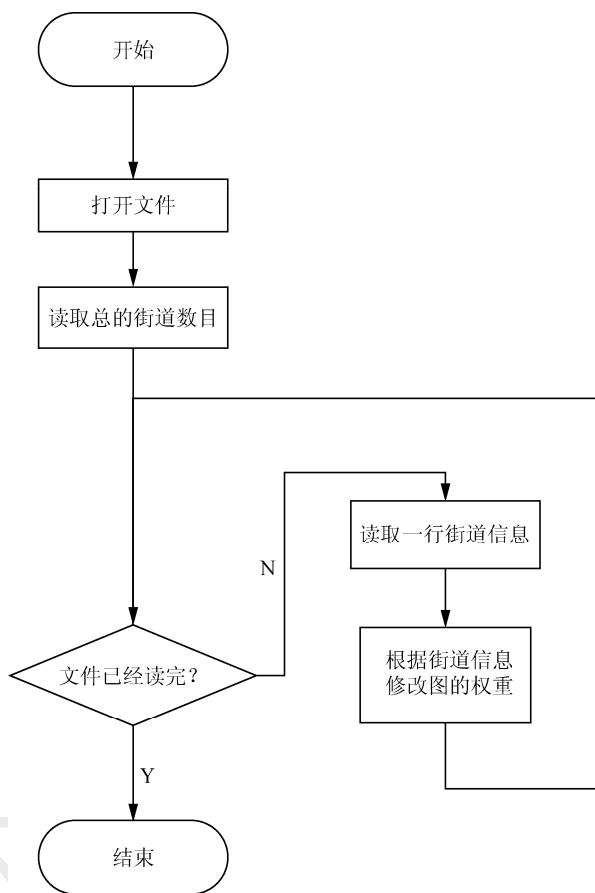 开始
打开文件
读取总的街道数目
读取一行街道信息
N
根据街道信息
修改图的权重
文件已经读完？
Y
结束